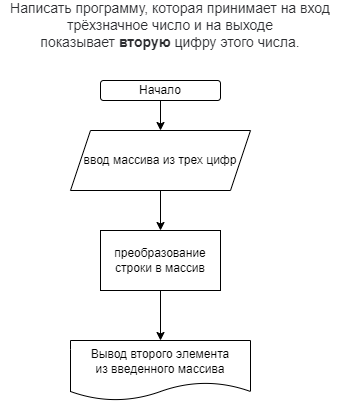 Написать программу, которая принимает на вход
трёхзначное число и на выходе
показывает вторую цифру этого числа.
Начало
ввод массива из трех цифр
преобразование
строки в массив
Вывод второго элемента
из введенного массива